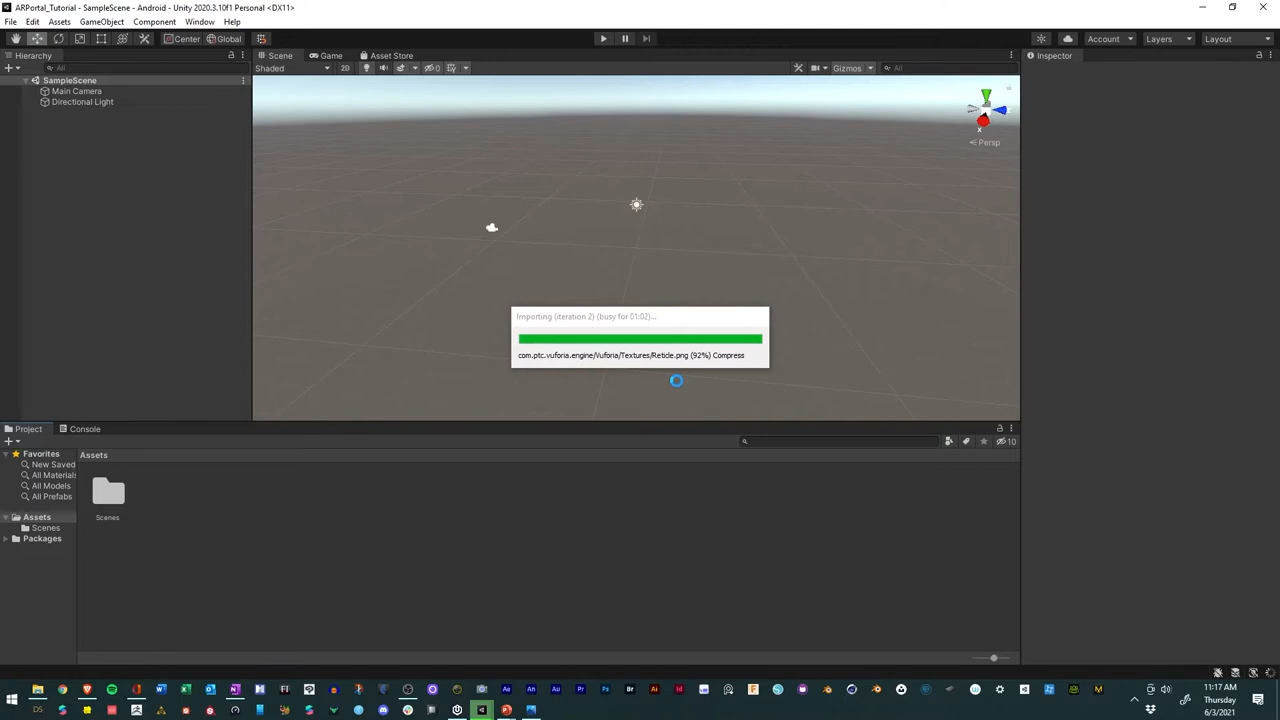 ARPortal_Tutorial - SampleScene - Android - Unity 2020.3.10f1 Personal <DX11>
File Edit Assets GameObject Component Window Help
Center Global Account Layers Layout
Hierarchy Scene Game Asset Store Inspector
All Shaded 2D 0 Gizmos All
SampleScene
Main Camera
Directional Light
x
Persp
Importing (iteration 2) (busy for 01:02)...
com.ptc.vuforia.engine/Vuforia/Textures/Reticle.png (92%) Compress
Project Console
10
Favorites
New Saved
All Materials
All Models
All Prefabs
Assets
Scenes
Packages
Assets
Scenes
11:17 AM
Thursday
6/3/2021